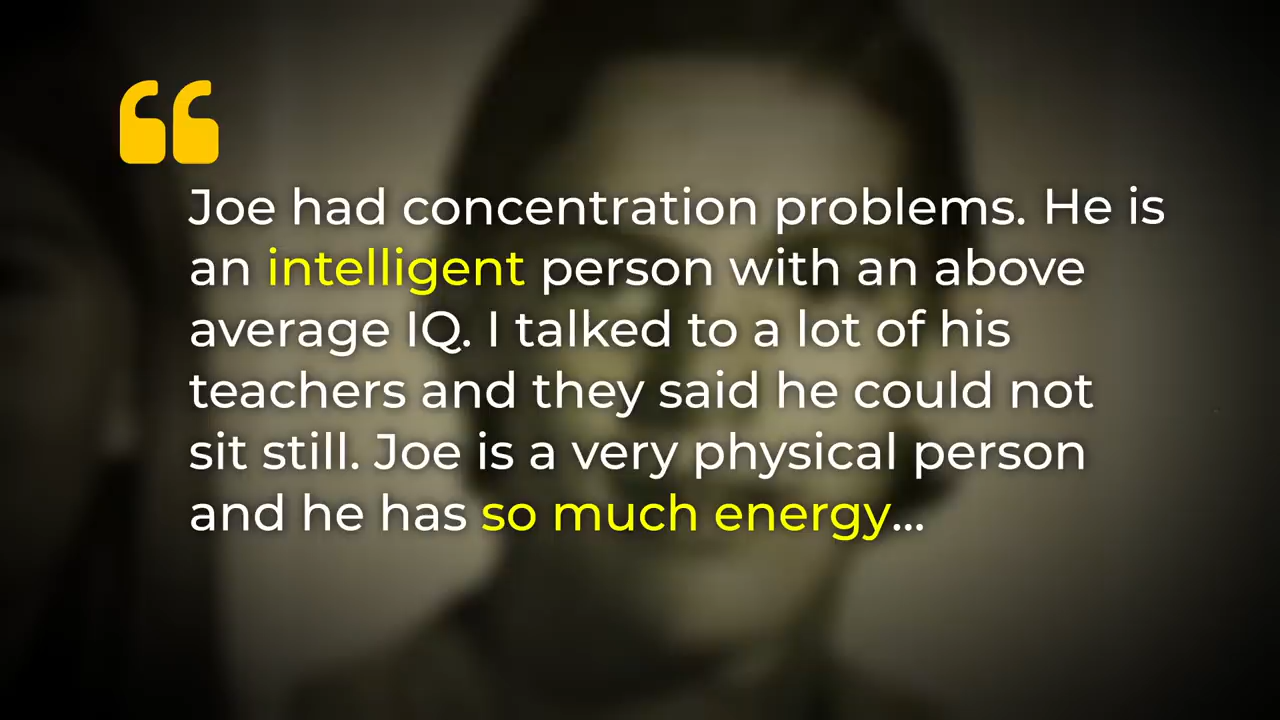 “
Joe had concentration problems. He is
an intelligent person with an above
average IQ. I talked to a lot of his
teachers and they said he could not
sit still. Joe is a very physical person
and he has so much energy...